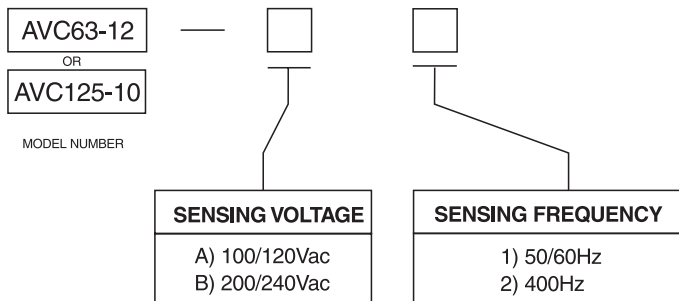 AVC63-12
OR
AVC125-10
MODEL NUMBER
SENSING VOLTAGE
A) 100/120Vac
B) 200/240Vac
SENSING FREQUENCY
1) 50/60Hz
2) 400Hz